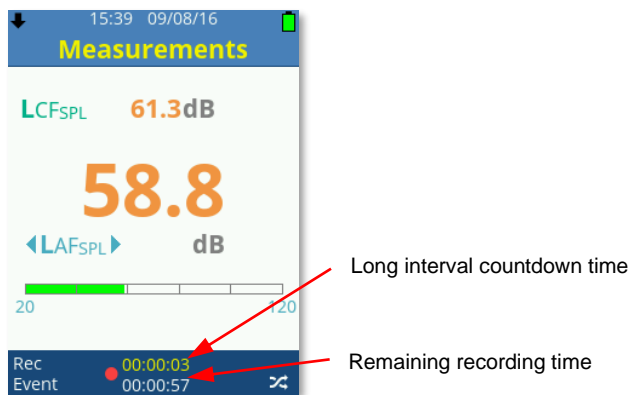 15:39 09/08/16
Measurements
LCFSPL 61.3dB
58.8
LAFSPL dB
20 120
Long interval countdown time
Rec 00:00:03
Remaining recording time
Event 00:00:57